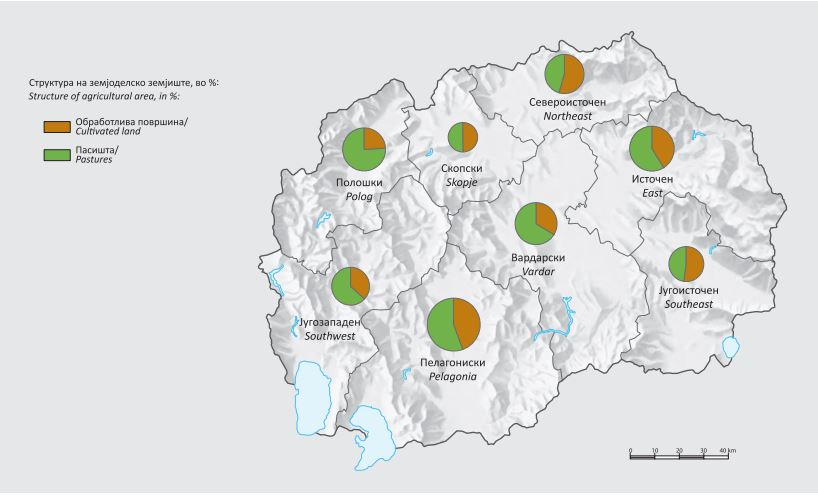 Структура на земјоделско земјиште, во %:
Structure of agricultural area, in %:
Обработлива површина/
Cultivated land
Пасишта/
Pastures
Североисточен
Northeast
Скопски
Skopje
Полошки
Polog
Источен
East
Вардарски
Vardar
Југоисточен
Southeast
Југозападен
Southwest
Пелагониски
Pelagonia
0 10 20 30 40 km